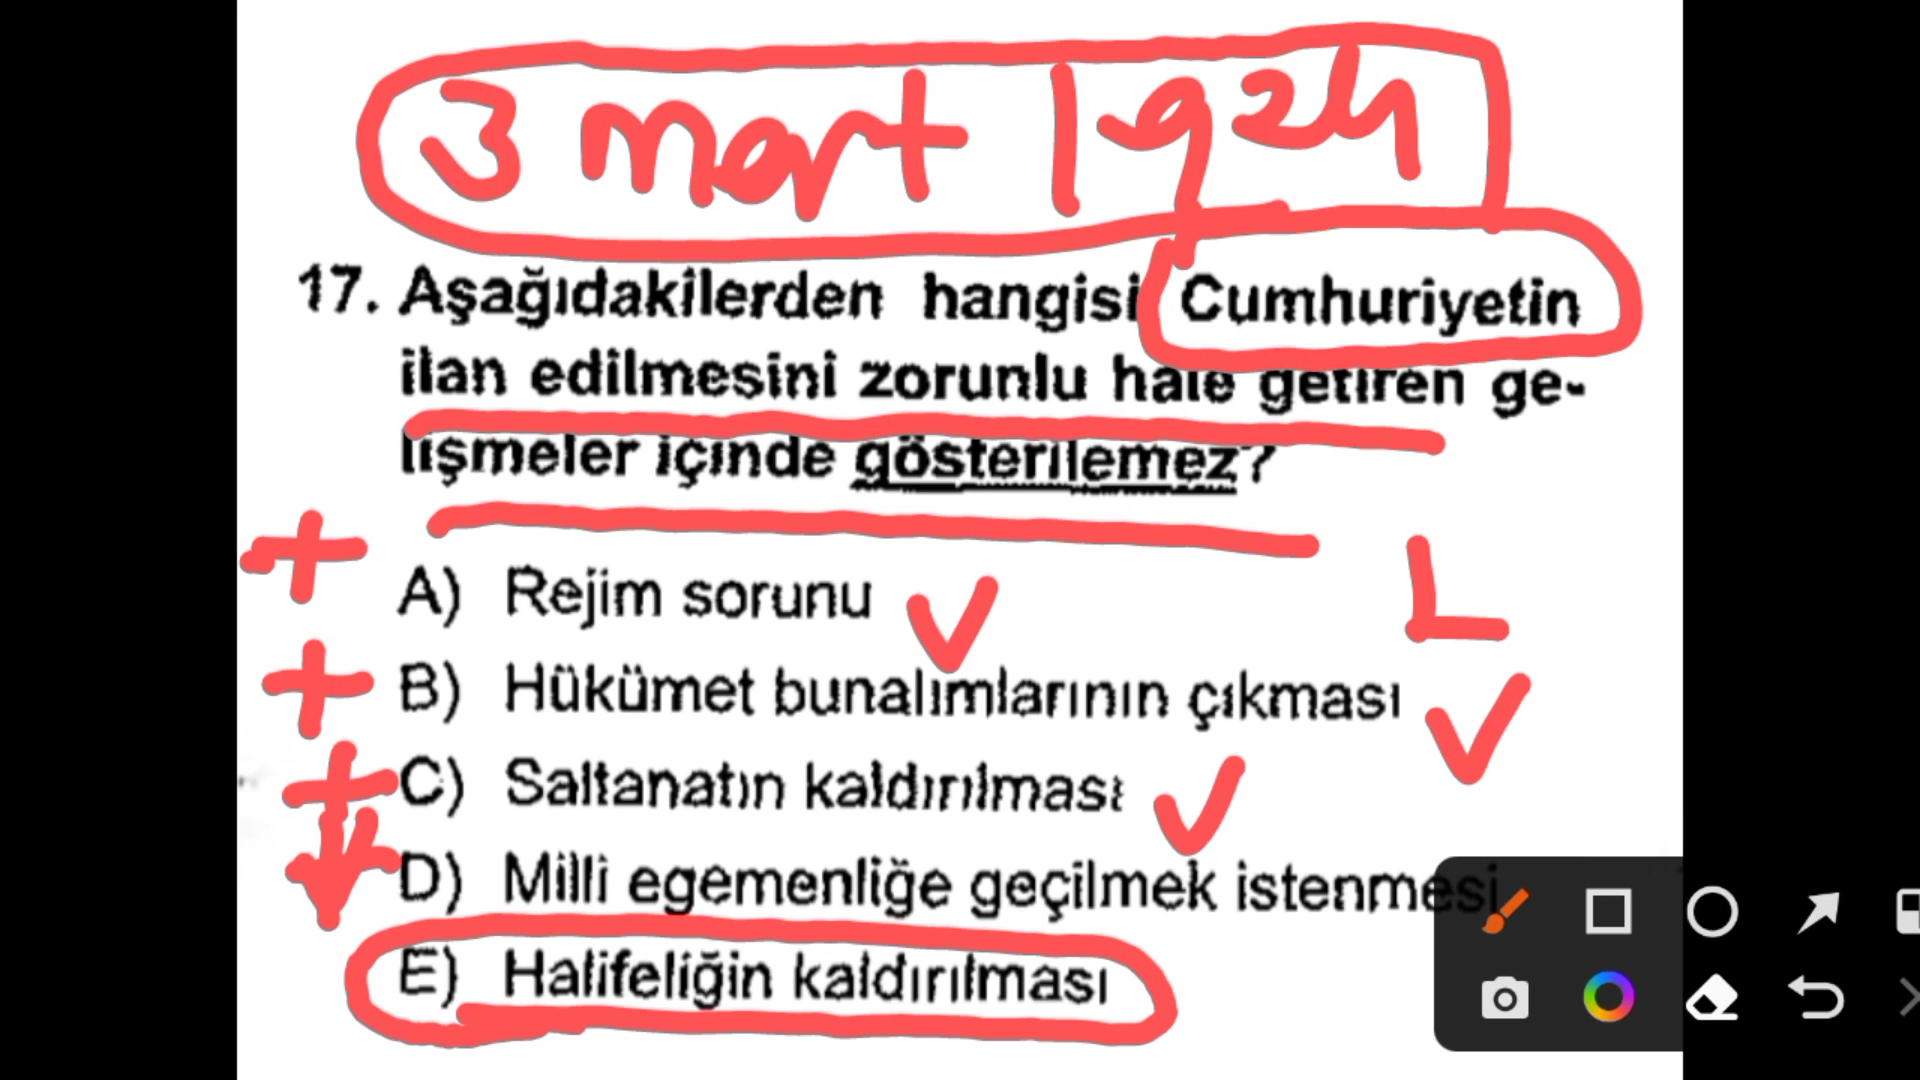 3 mart 1924
17. Aşağıdakilerden hangisi Cumhuriyetin
ilan edilmesini zorunlu hale getiren ge-
lişmeler içinde gösterilemez?
A) Rejim sorunu
L
B) Hükümet bunalımlarının çıkması
C) Saltanatın kaldırılması
D) Milli egemenliğe geçilmek istenmesi
E) Halifeliğin kaldırılması